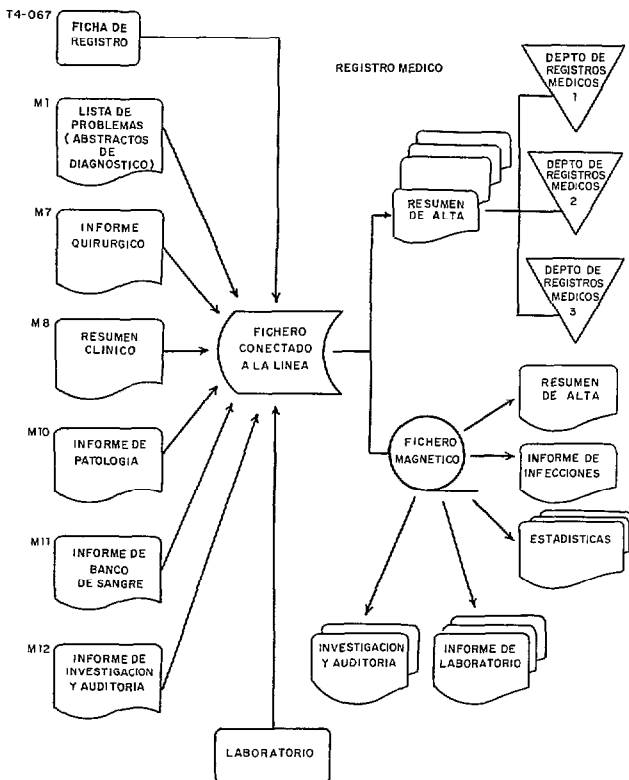 T4-067
FICHA DE
REGISTRO
REGISTRO MEDICO
M1
LISTA DE
PROBLEMAS
(ABSTRACTOS
DE
DIAGNOSTICO)
M7
INFORME
QUIRURGICO
M8
RESUMEN
CLINICO
M10
INFORME DE
PATOLOGIA
M11
INFORME DE
BANCO
DE SANGRE
M12
INFORME DE
INVESTIGACION
Y AUDITORIA
FICHERO
CONECTADO
A LA LINEA
LABORATORIO
RESUMEN
DE ALTA
DEPTO DE
REGISTROS
MEDICOS
1
DEPTO DE
REGISTROS
MEDICOS
2
DEPTO DE
REGISTROS
MEDICOS
3
FICHERO
MAGNETICO
RESUMEN
DE ALTA
INFORME DE
INFECCIONES
ESTADISTICAS
INVESTIGACION
Y AUDITORIA
INFORME DE
LABORATORIO